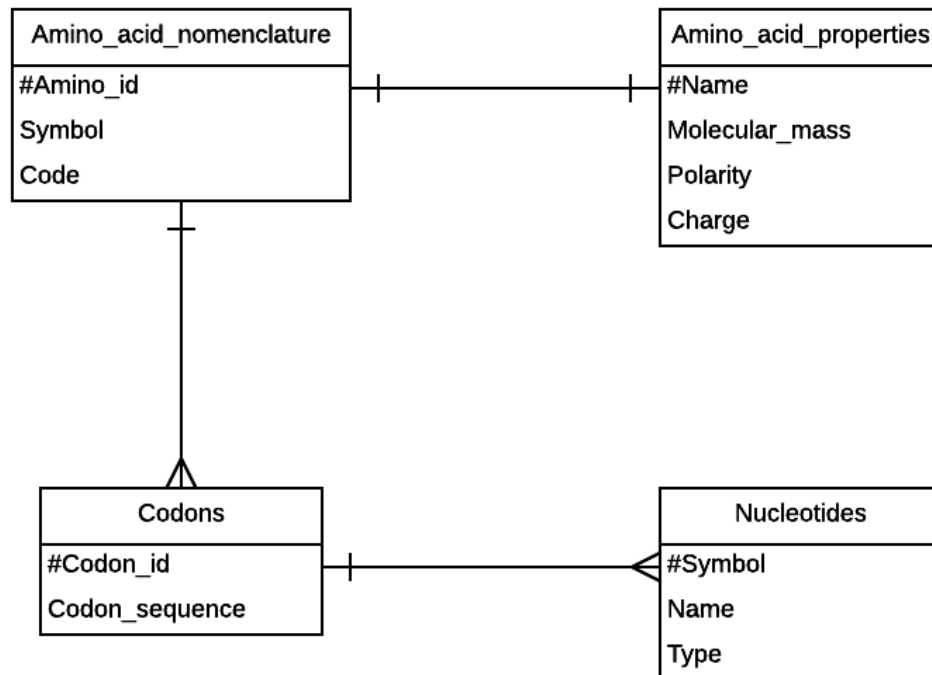 Amino_acid_nomenclature
#Amino_id
Symbol
Code
Amino_acid_properties
#Name
Molecular_mass
Polarity
Charge
Codons
#Codon_id
Codon_sequence
Nucleotides
#Symbol
Name
Type